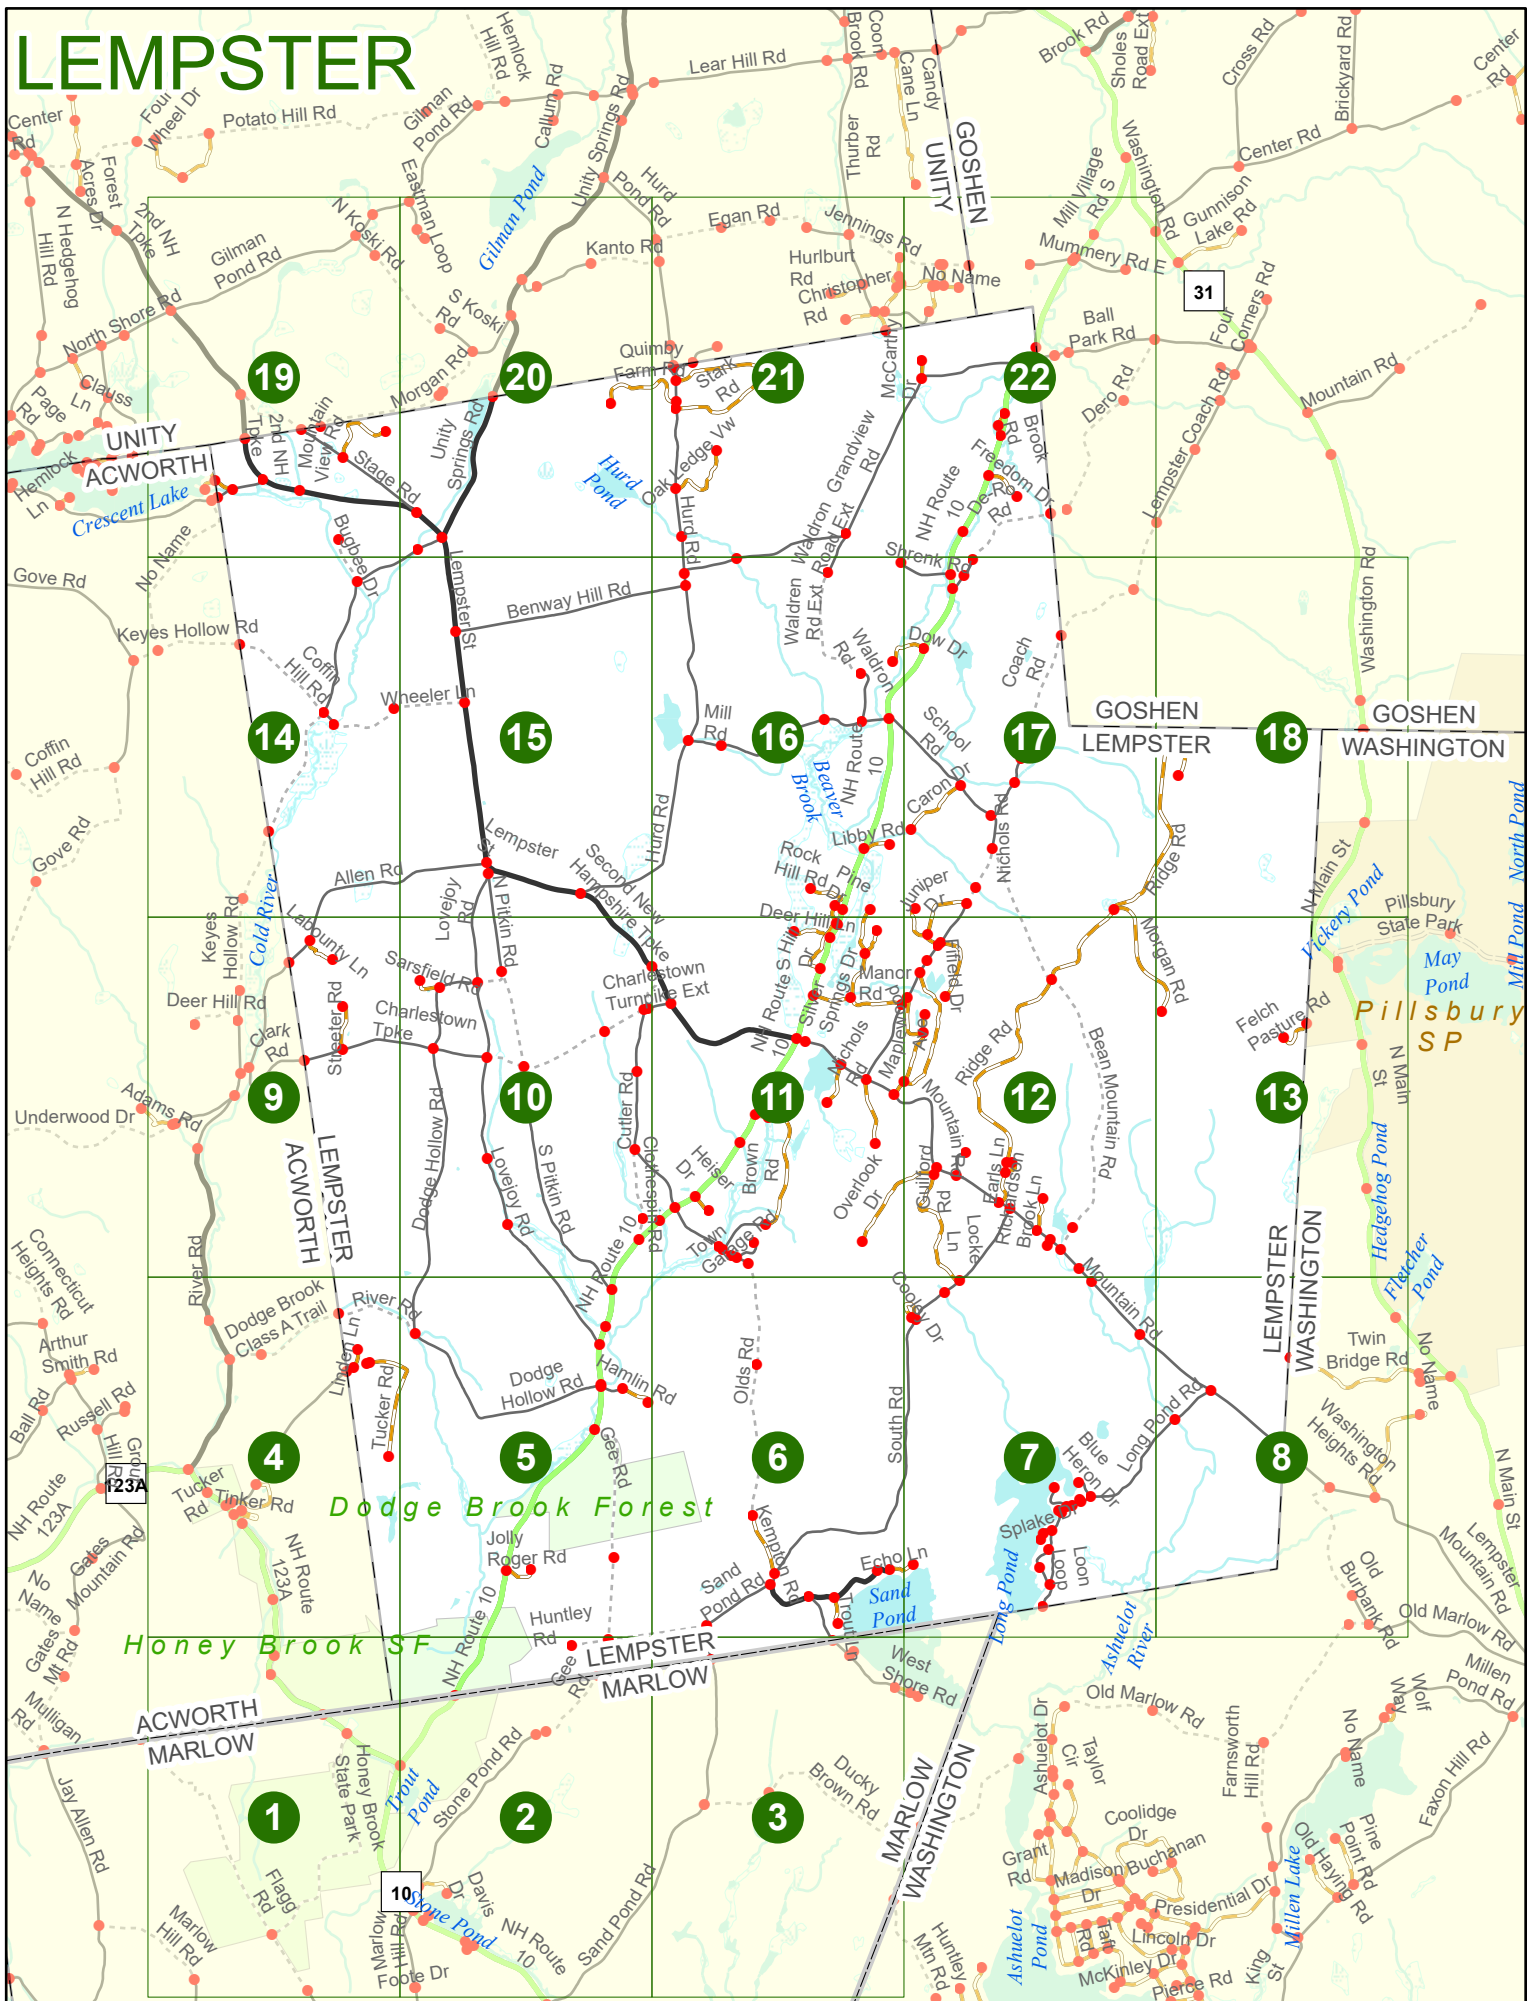 LEMPSTER
Hemlock
Hill Rd
Callum Rd
Unity Springs Rd
Lear Hill Rd
Brook Rd
Coon
Cane Ln
Candy
Brook Rd
Sholes
Road Ext
Cross Rd
Brickyard Rd
Center
Rd
Center
Rd
Four
Wheel Dr
Potato Hill Rd
Gilman
Pond Rd
Thurber
Rd
UNITY
GOSHEN
Mill Village
Rd S
Washington Rd
Center Rd
Gunnison
Lake Rd
Forest
Acres Dr
N Hedgehog
Hill Rd
2nd NH
Tpke
Gilman
Pond Rd
N Koski Rd
Eastman Loop
Gilman Pond
Hurd
Pond Rd
Kanto Rd
Egan Rd
Jennings Rd
Hurlburt
Rd
Christopher
Rd
No Name
Mummery Rd E
31
S Koski
Rd
North Shore Rd
Ball
Park Rd
Four
Corners Rd
Mountain Rd
Dero Rd
Lempster Coach Rd
Page
Rd
Clauss
Ln
19
Morgan Rd
20
Quimby
Farm Rd
Stark
Rd
21
McCarthy
Dr
22
UNITY
ACWORTH
Hemlock
Ln
Crescent Lake
2nd NH
Tpke
Mountain
View Rd
Stage Rd
Unity
Springs Rd
Hurd
Pond
Oak Ledge Vw
Hurd Rd
Waldron Grandview
Rd
Waldron
Road Ext
NH Route
10
Brook
Rd
Freedom Dr
De-Ro
Rd
Shrenk Rd
No Name
Bugbee Dr
Gove Rd
Keyes Hollow Rd
Coffin
Hill Rd
Lempster St
Benway Hill Rd
Wheeler Ln
Waldren
Rd Ext
Waldron
Rd
Dow Dr
Coach
Rd
Washington Rd
GOSHEN
LEMPSTER
GOSHEN
WASHINGTON
14
15
Mill
Rd
16
School
Rd
17
18
Coffin
Hill Rd
Gove Rd
Beaver
Brook
NH Route
10
Caron Dr
Libby Rd
Nichols Rd
Ridge Rd
Hurd Rd
Lempster
St
Second New
Hampshire Tpke
Allen Rd
Lovejoy
Rd
N Pitkin Rd
Rock
Hill Rd
Pine
Dr
Deer Hill Ln
Juniper
Dr
Fifield Dr
Morgan Rd
N Main St
Vickery Pond
Pillsbury
State Park
May
Pond
Mill Pond
North Pond
Pillsbury
SP
Keyes
Hollow Rd
Cold River
Labounty Ln
Sarsfield Rd
Charlestown
Turnpike Ext
Charlestown
Tpke
Streeter Rd
Deer Hill Rd
Clark
Rd
NH Route S Hill
10
Silver
Springs Dr
Dr
Manor
Rd
Maplewood
Nichols
Rd
Ridge Rd
Bean Mountain Rd
Felch
Pasture Rd
N Main
St
Underwood Dr
Adams Rd
9
10
11
12
13
ACWORTH
LEMPSTER
Dodge Hollow Rd
Lovejoy Rd
S Pitkin Rd
Cutler Rd
Clothespin Rd
Heiser
Dr
Brown
Rd
Town
Garage Rd
Overlook
Dr
Mountain Rd
Guilford
Rd
Earls Ln
Richardson
Brook Ln
Locke
Ln
Hedgehog Pond
Fletcher
Pond
LEMPSTER
WASHINGTON
Connecticut
Heights Rd
River Rd
NH Route 10
Cooley Dr
Mountain Rd
Arthur
Smith Rd
Dodge Brook
Class A Trail
River Rd
Linden Ln
Tucker Rd
Dodge
Hollow Rd
Hamlin Rd
Gee Rd
Olds Rd
South Rd
Long Pond Rd
Blue
Heron Dr
Twin
Bridge Rd
No Name
Washington
Heights Rd
N Main St
Ball Rd
Russell Rd
Hill Rd
123A
4
5
6
7
8
NH Route
123A
Tucker
Rd
Tinker Rd
NH Route
123A
Dodge Brook Forest
Jolly
Roger Rd
Kempton Rd
Sand
Pond Rd
Echo Ln
Sand
Pond
Trout Ln
Splake Dr
Loon
Loop
Long Pond
Old
Burbank Rd
Lempster
Mountain Rd
Old Marlow Rd
Gates
Mountain Rd
No
Name
Gates
Mt Rd
Mulligan
Rd
Honey Brook SF
NH Route 10
Huntley
Rd
Gee
Rd
LEMPSTER
MARLOW
West
Shore Rd
Ashuelot
River
Millen
Pond Rd
Wolf
Way
ACWORTH
MARLOW
Jay Allen Rd
Honey Brook
State Park
Trout
Pond
Stone Pond Rd
Ducky
Brown Rd
MARLOW
WASHINGTON
Old Marlow Rd
Ashuelot Dr
Taylor
Cir
Farnsworth
Hill Rd
No Name
Faxon Hill Rd
1
2
3
Coolidge
Dr
Buchanan
Madison
Dr
Grant
Rd
Pine
Point Rd
Old Haying Rd
Millen Lake
Presidential Dr
Flagg
Rd
Marlow
Hill Rd
10
Davis
Dr
Stone Pond
NH Route
10
Marlow
Hill Rd
Foote Dr
Sand Pond Rd
Huntley
Mtn Rd
Ashuelot
Pond
Taft
Rd
Lincoln Dr
McKinley Dr
Pierce Rd
King
St